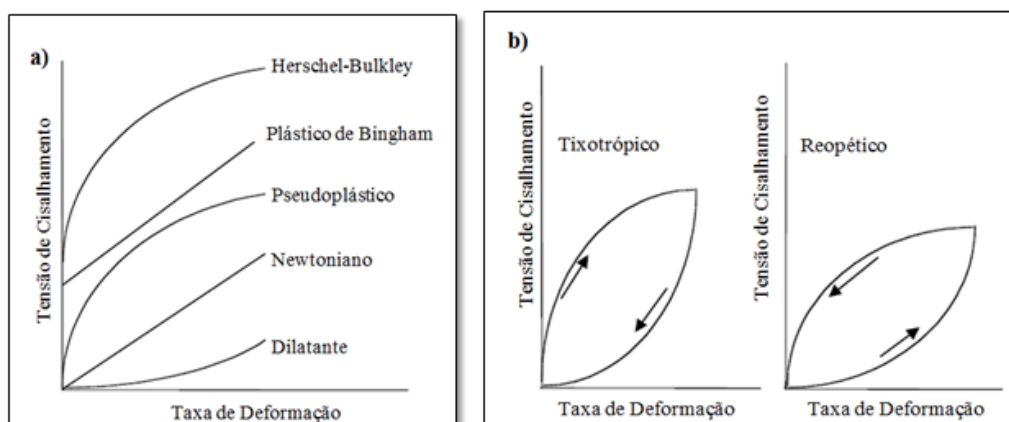 a)
Herschel-Bulkley
Plástico de Bingham
Pseudoplástico
Newtoniano
Dilatante
Tensão de Cisalhamento
Taxa de Deformação
b)
Tixotrópico
Tensão de Cisalhamento
Taxa de Deformação
Reopético
Tensão de Cisalhamento
Taxa de Deformação